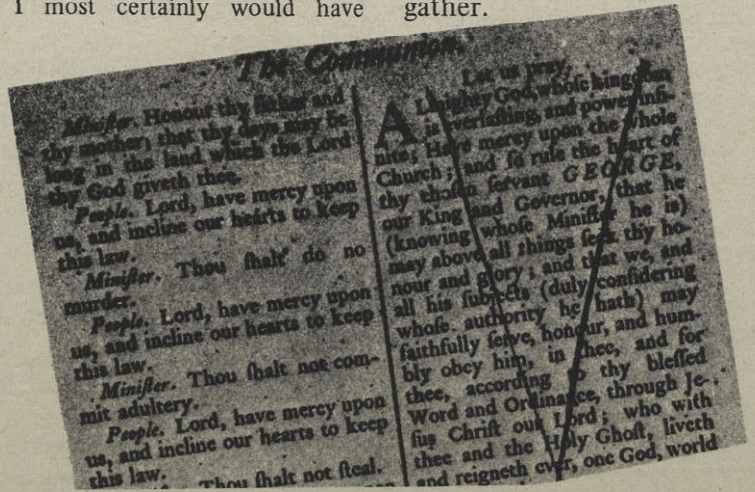 I most certainly would have
gather.
The Communion.
Minister. Honour thy father and
thy mother; that thy days may be
long in the land which the Lord
thy God giveth thee.
People. Lord, have mercy upon
us, and incline our hearts to keep
this law.
Minister. Thou ſhalt do no
murder.
People. Lord, have mercy upon
us, and incline our hearts to keep
this law.
Miniſter. Thou ſhalt not com-
mit adultery.
People. Lord, have mercy upon
us, and incline our hearts to keep
this law.
Thou ſhalt not ſteal.
Let us pray.
ALmighty God, whoſe kingdom
is everlaſting, and power infi-
nite; Have mercy upon the whole
Church; and ſo rule the heart of
thy choſen ſervant GEORGE,
our King and Governor, that he
(knowing whoſe Miniſter he is)
may above all things ſeek thy ho-
nour and glory; and that we, and
all his ſubjects (duly conſidering
whoſe authority he hath) may
faithfully ſerve, honour, and hum-
bly obey him, in thee, and for
thee, according to thy bleſſed
Word and Ordinance, through Je-
ſus Chriſt our Lord; who with
thee and the Holy Ghoſt, liveth
and reigneth ever, one God, world